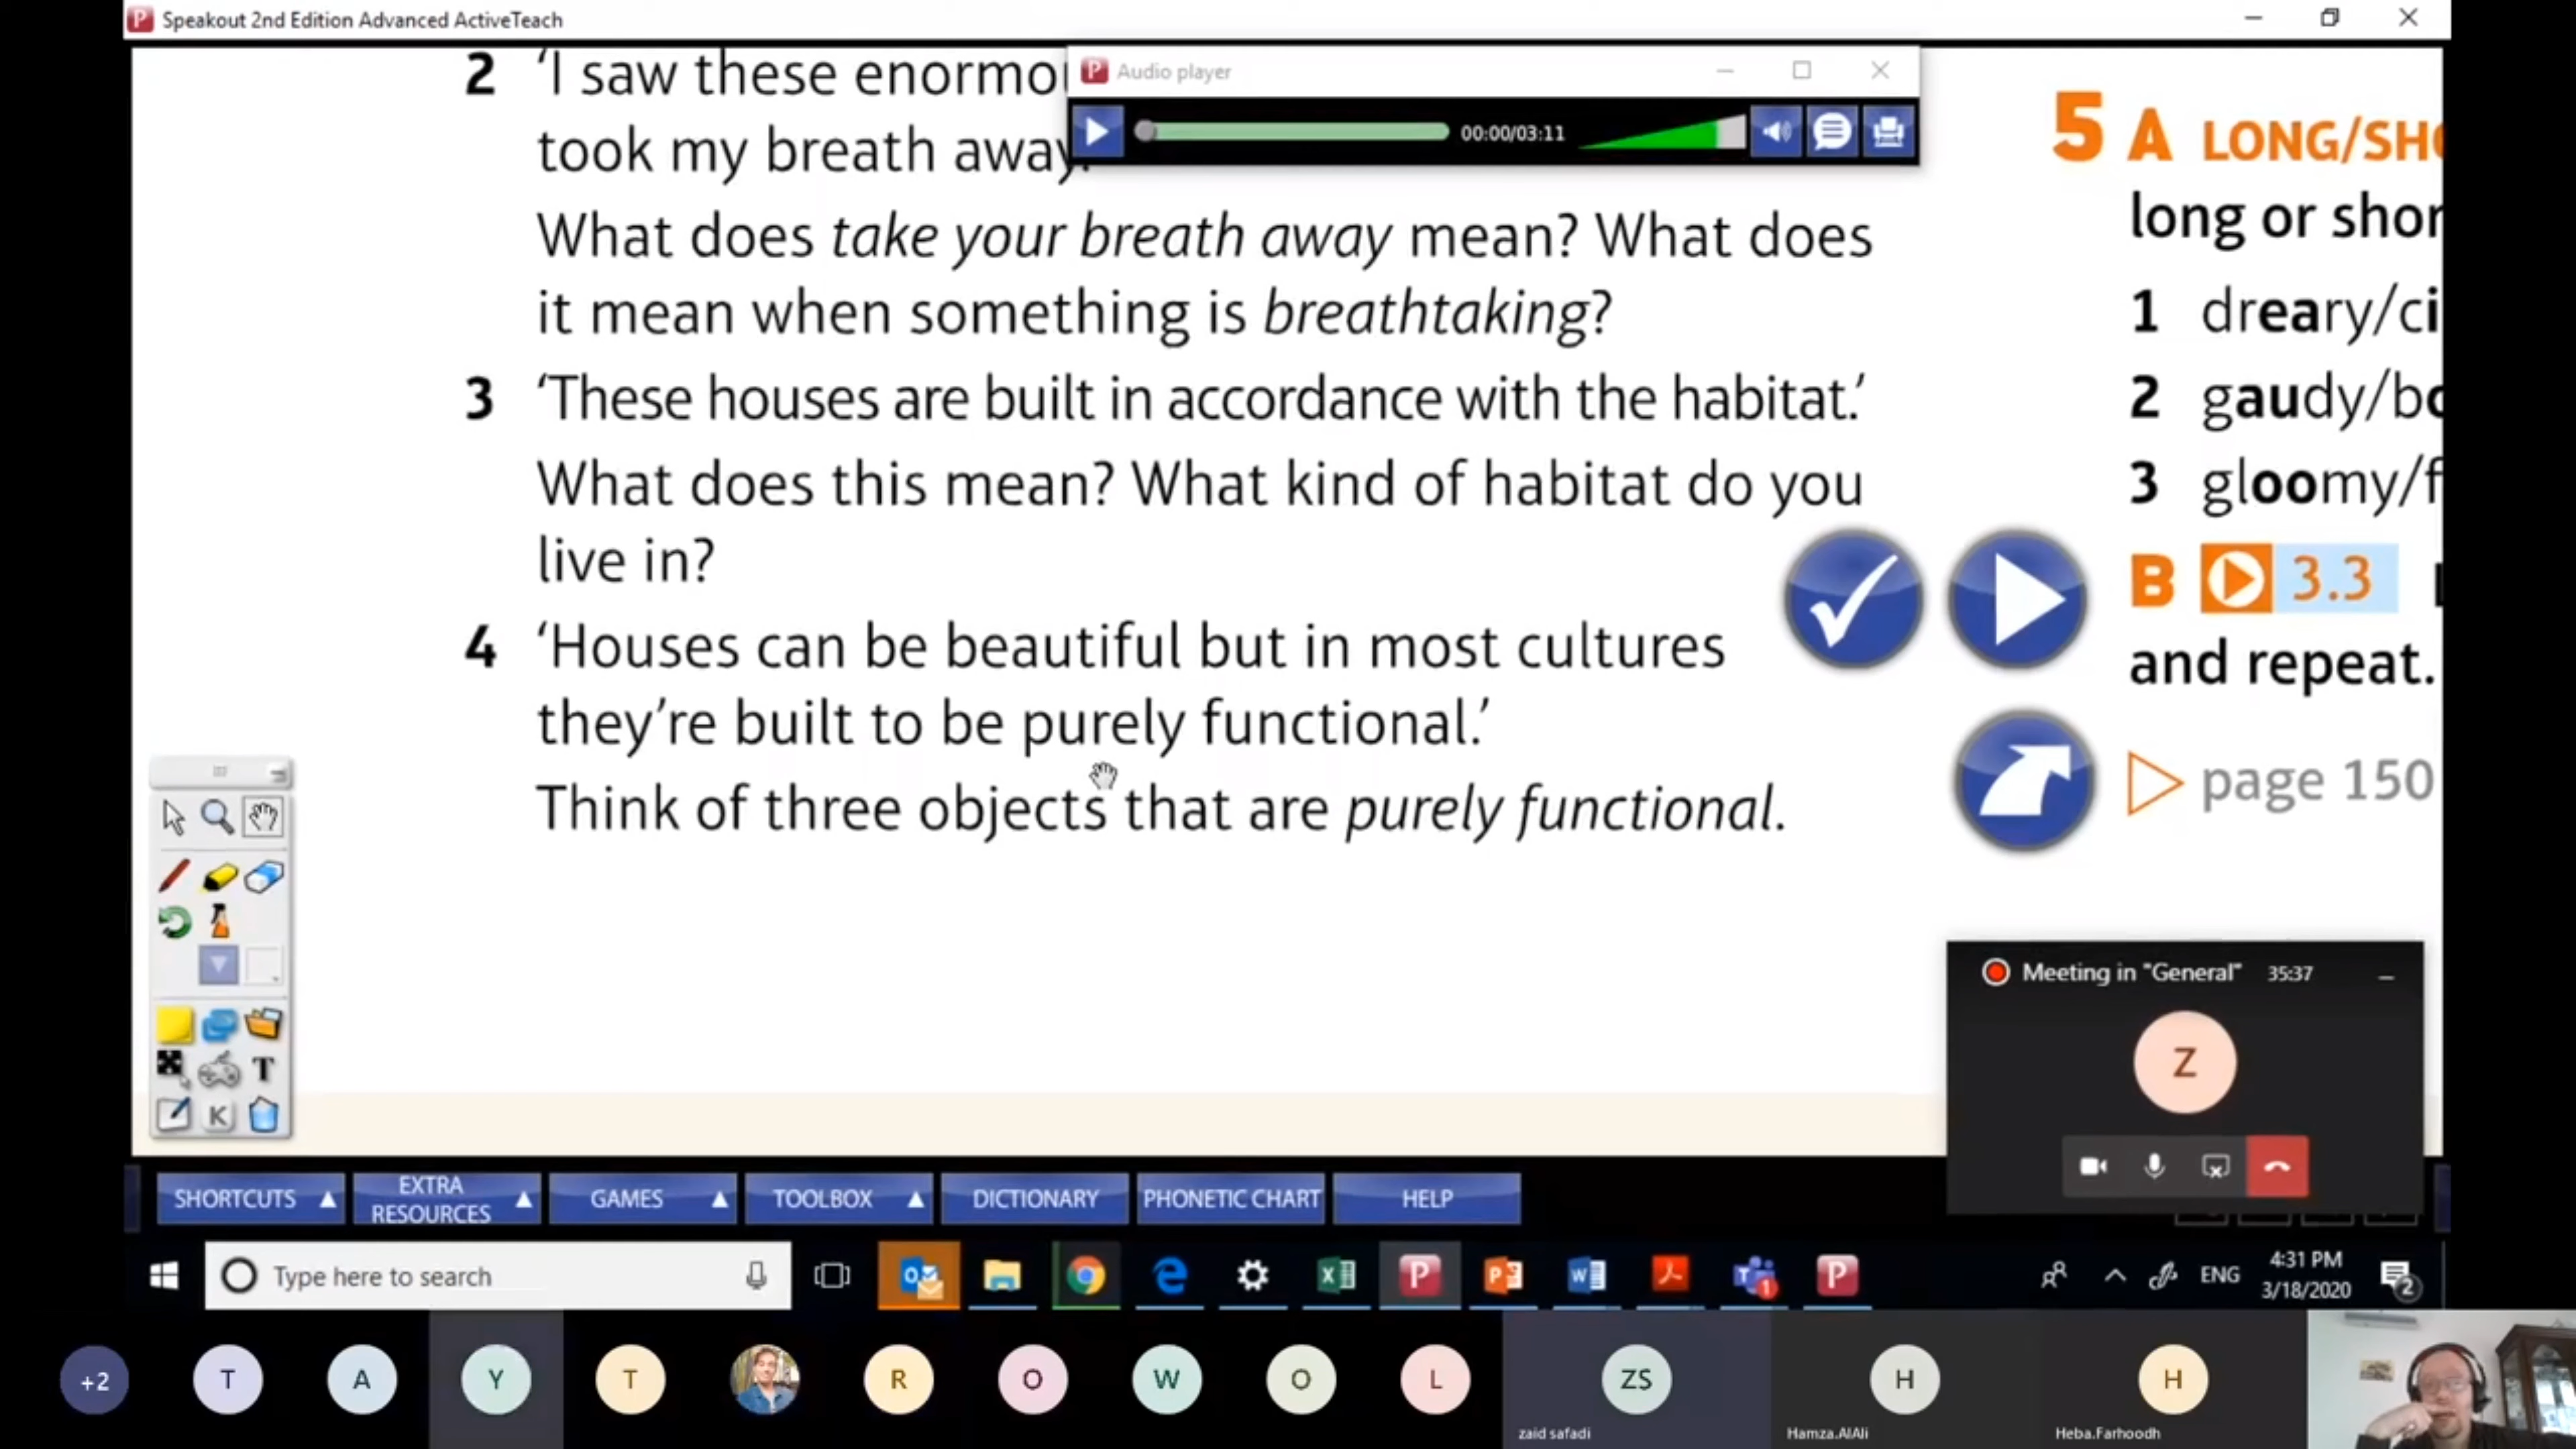 Speakout 2nd Edition Advanced ActiveTeach
2 ‘I saw these
took my breath away.
What does take your breath away mean? What does
it mean when something is breathtaking?
3 ‘These houses are built in accordance with the habitat.’
What does this mean? What kind of habitat do you
live in?
4 ‘Houses can be beautiful but in most cultures
they’re built to be purely functional.’
Think of three objects that are purely functional.
Audio player
00:00/03:11
5 A LONG/SHO
long or shor
1 dreary/ci
2 gaudy/bo
3 gloomy/f
B 3.3
and repeat.
page 150
T
K
Meeting in "General" 35:37
Z
SHORTCUTS
EXTRA
RESOURCES
GAMES
TOOLBOX
DICTIONARY
PHONETIC CHART
HELP
Type here to search
ENG
4:31 PM
3/18/2020
2
+2
T
A
Y
T
R
O
W
O
L
ZS
zaid safadi
H
Hamza.AlAli
H
Heba.Farhoodh